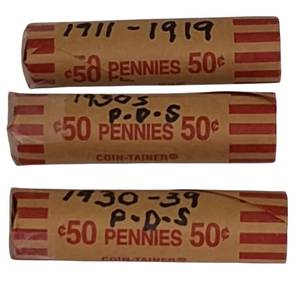 1911-1919
¢50 PENNIES 50¢
1930s
P-D-S
¢50 PENNIES 50¢
COIN-TAINER®
1930-39
P-D-S
¢50 PENNIES 50¢
COIN-TAINER®